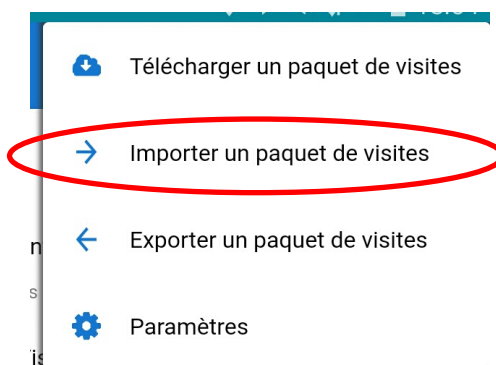 Télécharger un paquet de visites
Importer un paquet de visites
Exporter un paquet de visites
Paramètres